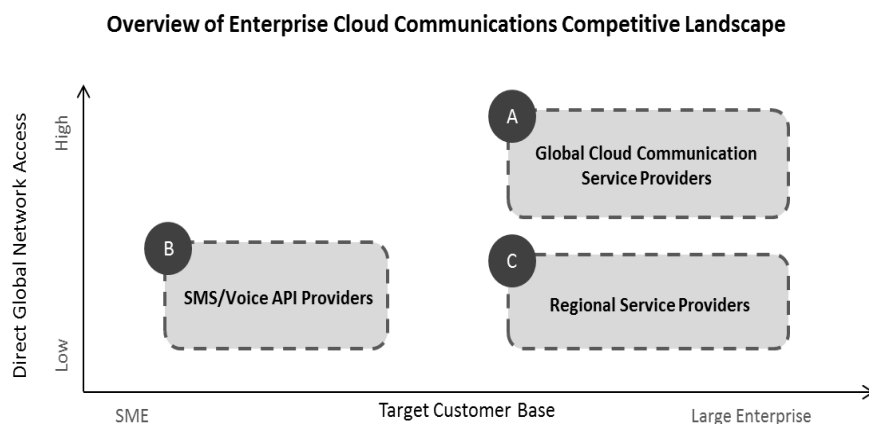 Overview of Enterprise Cloud Communications Competitive Landscape
Direct Global Network Access
High
Low
A
Global Cloud Communication
Service Providers
B
SMS/Voice API Providers
C
Regional Service Providers
SME
Target Customer Base
Large Enterprise